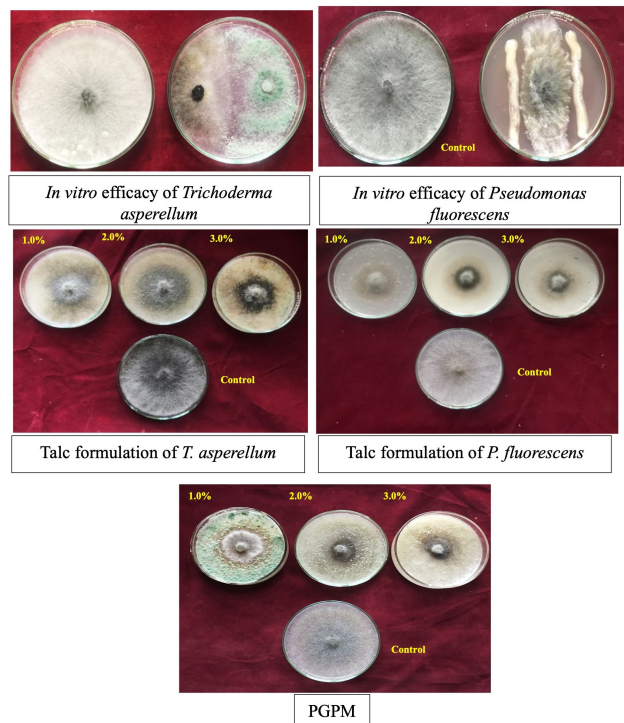 Control
In vitro efficacy of Trichoderma
asperellum
In vitro efficacy of Pseudomonas
fluorescens
1.0% 2.0% 3.0%
Control
1.0% 2.0% 3.0%
Control
Talc formulation of T. asperellum
Talc formulation of P. fluorescens
1.0% 2.0% 3.0%
Control
PGPM